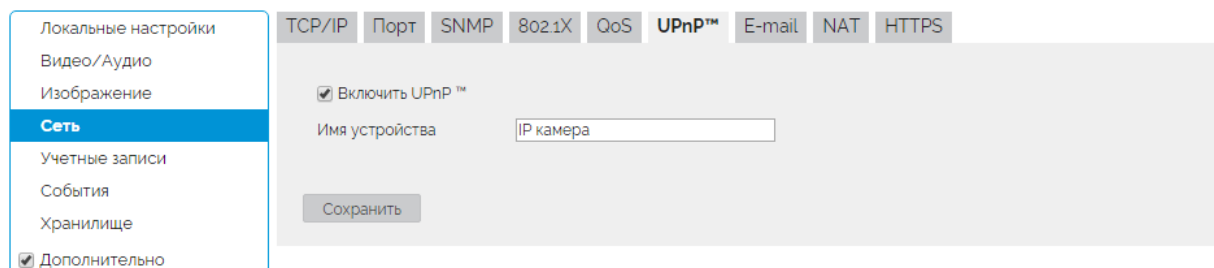 Локальные настройки
Видео/Аудио
Изображение
Сеть
Учетные записи
События
Хранилище
Дополнительно
TCP/IP Порт SNMP 802.1X QoS UPnP™ E-mail NAT HTTPS
Включить UPnP ™
Имя устройства IP камера
Сохранить